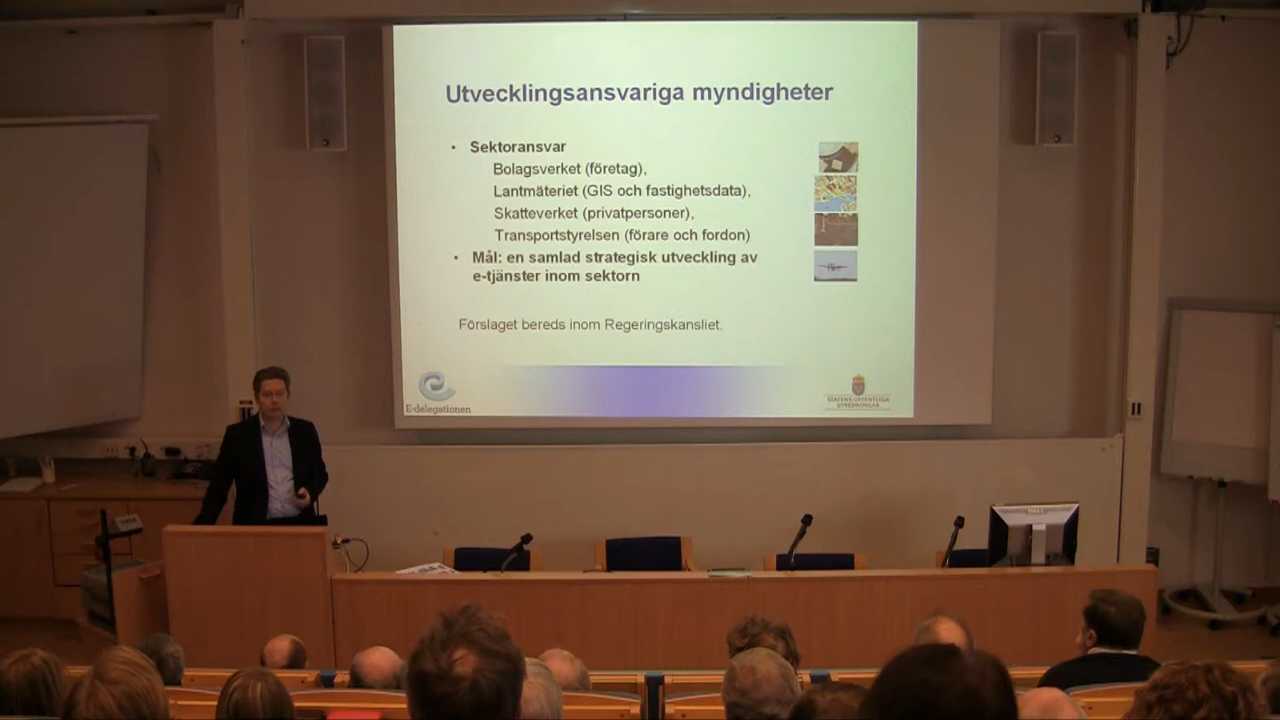 Utvecklingsansvariga myndigheter
• Sektoransvar
Bolagsverket (företag),
Lantmäteriet (GIS och fastighetsdata),
Skatteverket (privatpersoner),
Transportstyrelsen (förare och fordon)
• Mål: en samlad strategisk utveckling av
e-tjänster inom sektorn
Förslaget bereds inom Regeringskansliet.
E-delegationen
STATENS OFFENTLIGA
UTREDNINGAR